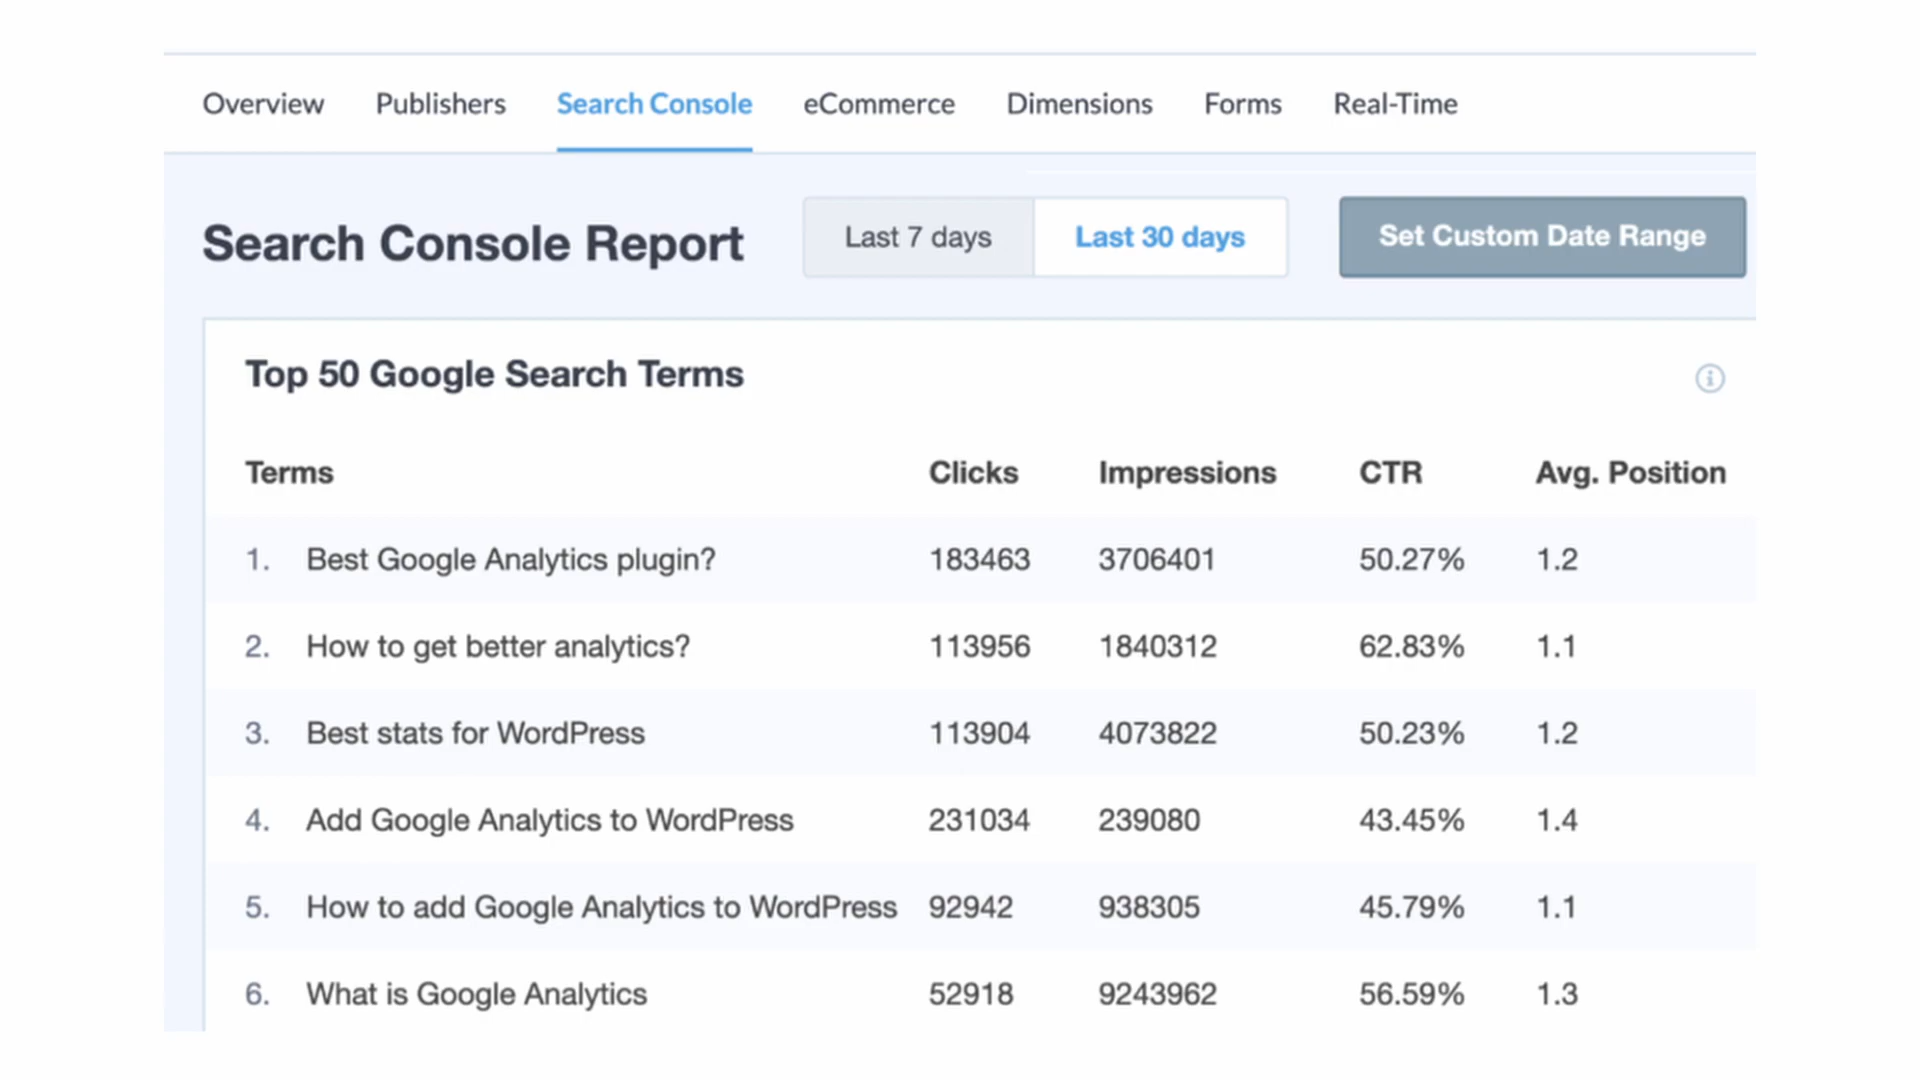 Overview Publishers Search Console eCommerce Dimensions Forms Real-Time
Search Console Report Last 7 days Last 30 days Set Custom Date Range
Top 50 Google Search Terms
Terms Clicks Impressions CTR Avg. Position
1. Best Google Analytics plugin? 183463 3706401 50.27% 1.2
2. How to get better analytics? 113956 1840312 62.83% 1.1
3. Best stats for WordPress 113904 4073822 50.23% 1.2
4. Add Google Analytics to WordPress 231034 239080 43.45% 1.4
5. How to add Google Analytics to WordPress 92942 938305 45.79% 1.1
6. What is Google Analytics 52918 9243962 56.59% 1.3